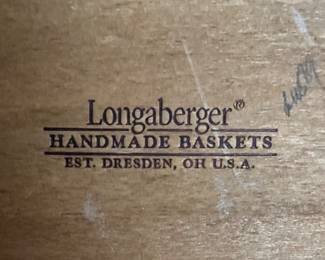 Longaberger®
HANDMADE BASKETS
EST. DRESDEN, OH U.S.A.